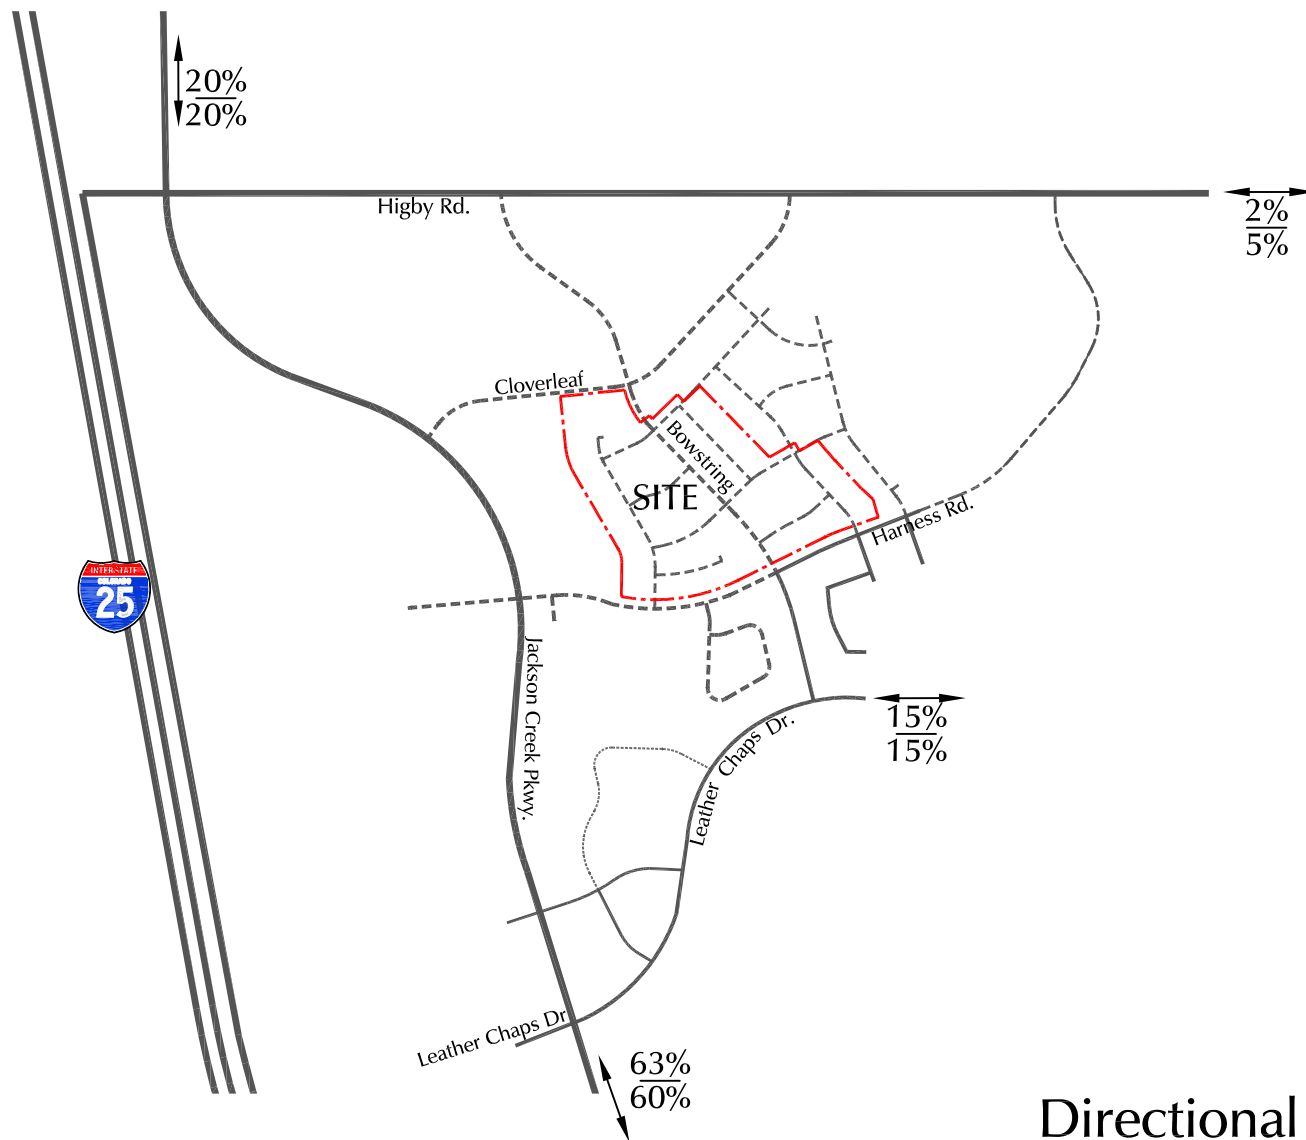 20%
20%
Higby Rd.
2%
5%
Cloverleaf
Bowstring
SITE
Harness Rd.
INTERSTATE
COLORADO
25
Jackson Creek Pkwy.
15%
15%
Leather Chaps Dr.
Leather Chaps Dr
63%
60%
Directional